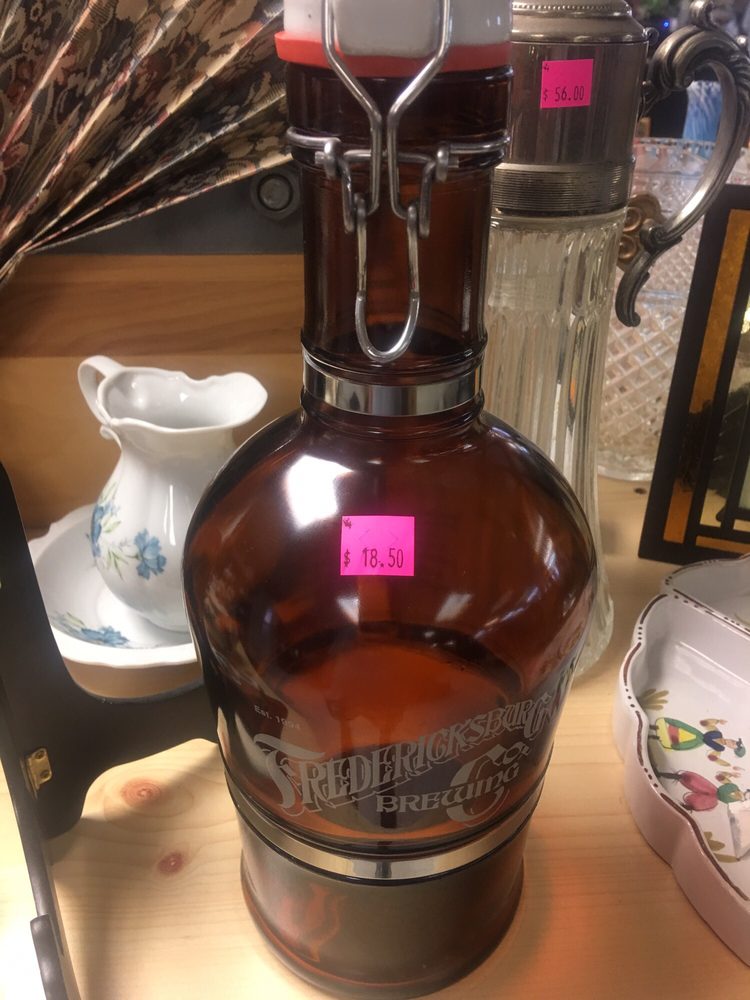 $ 56.00
$ 18.50
Est. 1994
FREDERICKSBURG
BREWING Co